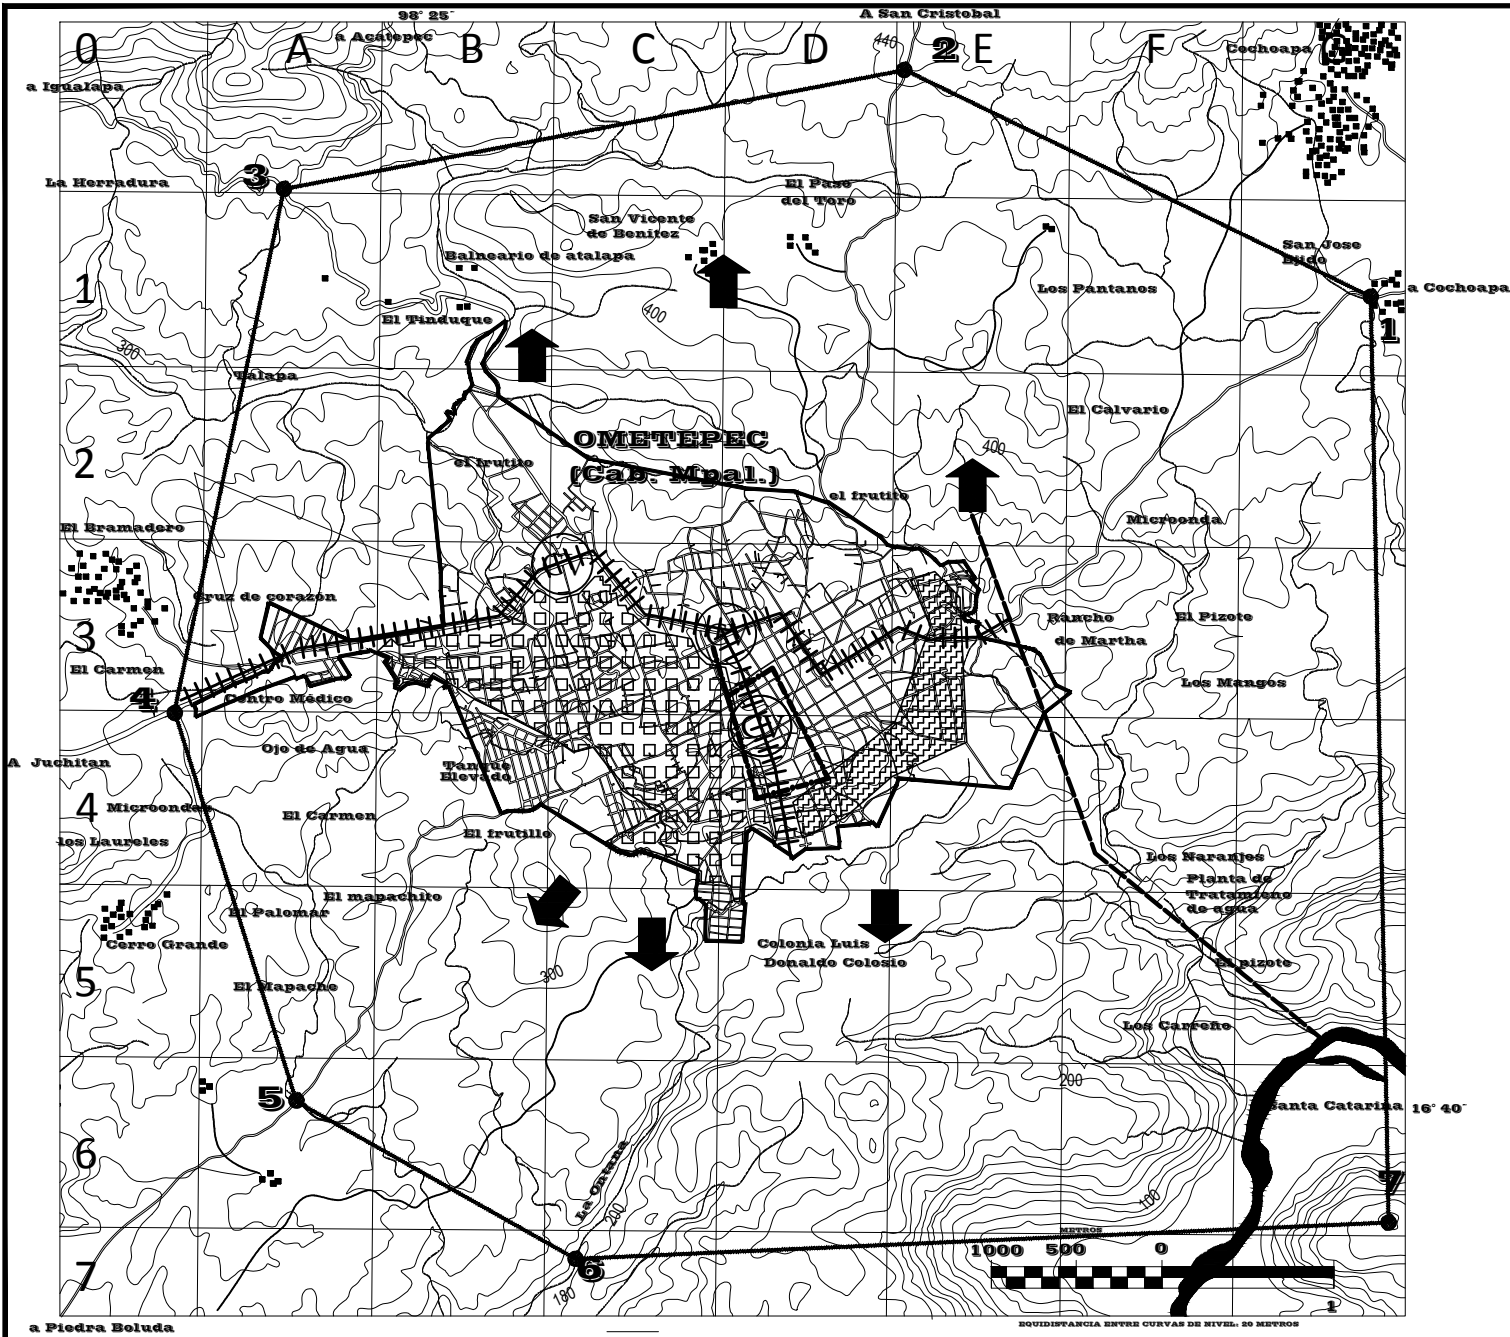 98° 25´
A San Cristobal
0
A
B
C
D
E
F
a Acatepec
440
2
Cochoapa
a Igualapa
La Herradura
3
El Paso
del Toro
San Vicente
de Benitez
Balneario de atalapa
San Jose
Ejido
1
Los Pantanos
a Cochoapa
El Tinduque
400
1
300
Talapa
El Calvario
OMETEPEC
(Cab. Mpal.)
400
2
el frutito
el frutito
Microonda
El Bramadero
Cruz de corazón
3
Rancho
de Martha
El Pizote
El Carmen
4
Centro Médico
Los Mangos
Ojo de Agua
A Juchitan
Tanque
Elevado
4
Microondas
El Carmen
los Laureles
El frutillo
Los Naranjos
Planta de
Tratamieno
de agua
El mapachito
El Palomar
Cerro Grande
Colonia Luis
Donaldo Colosio
El pizote
5
300
El Mapache
Los Carreño
200
5
Santa Catarina
16° 40´
6
La Ontana
7
200
100
METROS
1000 500 0
7
6
180
1
a Piedra Boluda
EQUIDISTANCIA ENTRE CURVAS DE NIVEL: 20 METROS